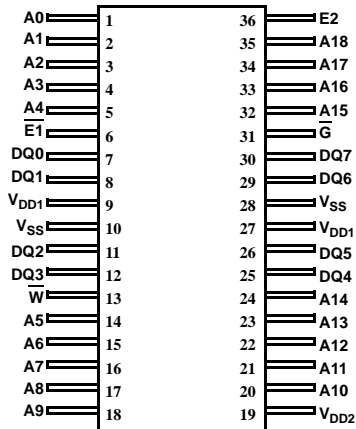 A0 1 36 E2
A1 2 35 A18
A2 3 34 A17
A3 4 33 A16
A4 5 32 A15
E1 6 31 G
DQ0 7 30 DQ7
DQ1 8 29 DQ6
VDD1 9 28 VSS
VSS 10 27 VDD1
DQ2 11 26 DQ5
DQ3 12 25 DQ4
W 13 24 A14
A5 14 23 A13
A6 15 22 A12
A7 16 21 A11
A8 17 20 A10
A9 18 19 VDD2